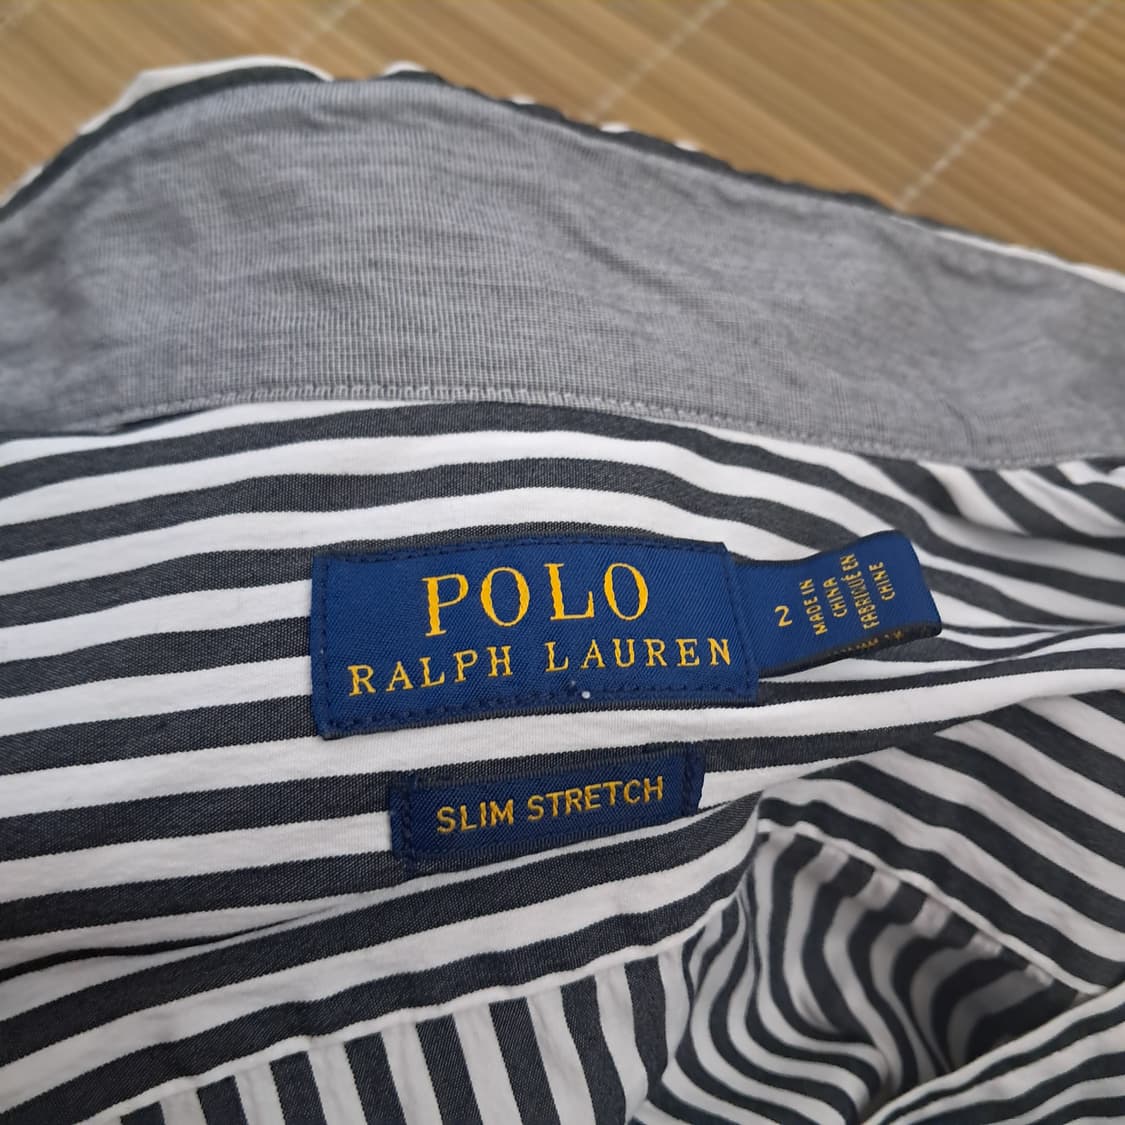 POLO
RALPH LAUREN
2
MADE IN
CHINA
FABRIQUÉ EN
CHINE
SLIM STRETCH